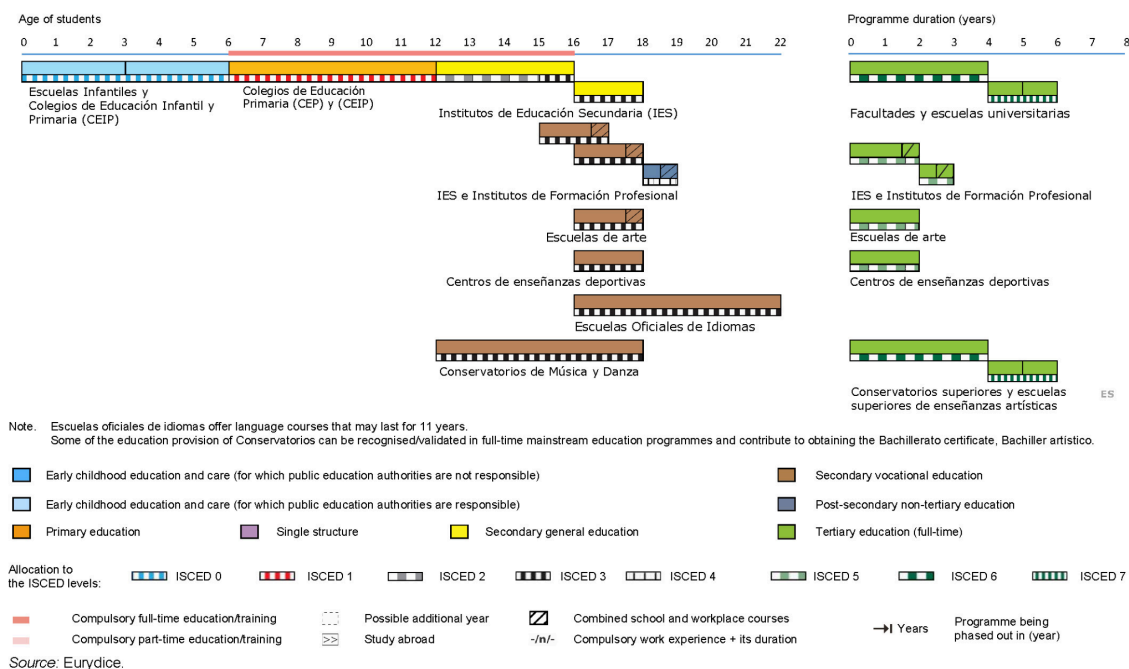 Age of students
Programme duration (years)
0 1 2 3 4 5 6 7 8 9 10 11 12 13 14 15 16 17 18 19 20 21 22
0 1 2 3 4 5 6 7 8
Escuelas Infantiles y
Colegios de Educación Infantil y
Primaria (CEIP)
Colegios de Educación
Primaria (CEP) y (CEIP)
Institutos de Educación Secundaria (IES)
Facultades y escuelas universitarias
IES e Institutos de Formación Profesional
IES e Institutos de Formación Profesional
Escuelas de arte
Escuelas de arte
Centros de enseñanzas deportivas
Centros de enseñanzas deportivas
Escuelas Oficiales de Idiomas
Conservatorios de Música y Danza
Conservatorios superiores y escuelas
superiores de enseñanzas artísticas
ES
Note. Escuelas oficiales de idiomas offer language courses that may last for 11 years.
Some of the education provision of Conservatorios can be recognised/validated in full-time mainstream education programmes and contribute to obtaining the Bachillerato certificate, Bachiller artístico.
Early childhood education and care (for which public education authorities are not responsible)
Secondary vocational education
Early childhood education and care (for which public education authorities are responsible)
Post-secondary non-tertiary education
Primary education
Single structure
Secondary general education
Tertiary education (full-time)
Allocation to
the ISCED levels:
ISCED 0
ISCED 1
ISCED 2
ISCED 3
ISCED 4
ISCED 5
ISCED 6
ISCED 7
Compulsory full-time education/training
Possible additional year
Combined school and workplace courses
Years
Programme being
phased out in (year)
Compulsory part-time education/training
>> Study abroad
-/n/- Compulsory work experience + its duration
Source: Eurydice.